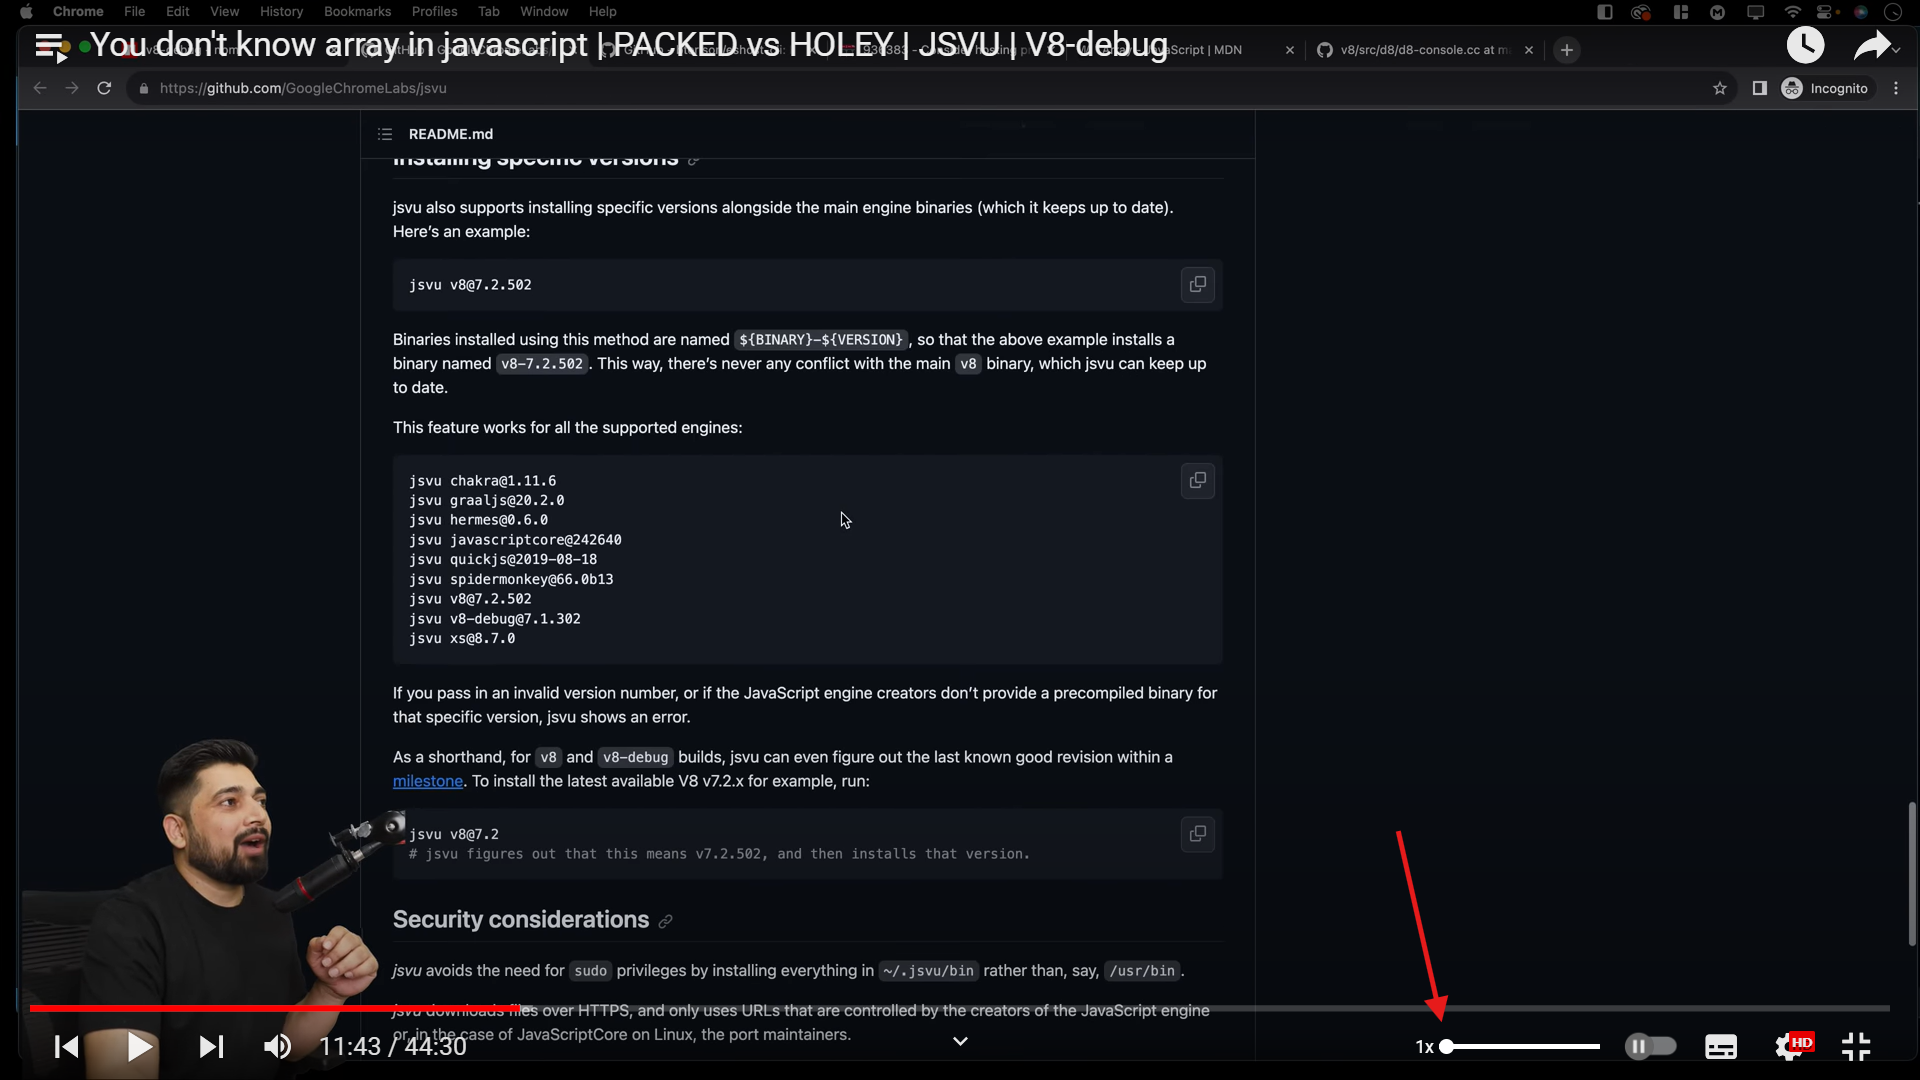 Chrome File Edit View History Bookmarks Profiles Tab Window Help
You don't know array in javascript | PACKED vs HOLEY | JSVU | V8-debug
JavaScript | MDN
v8/src/d8/d8-console.cc at m
https://github.com/GoogleChromeLabs/jsvu
Incognito
README.md
Installing specific versions
jsvu also supports installing specific versions alongside the main engine binaries (which it keeps up to date).
Here's an example:
jsvu v8@7.2.502
Binaries installed using this method are named ${BINARY}-${VERSION}, so that the above example installs a
binary named v8-7.2.502. This way, there's never any conflict with the main v8 binary, which jsvu can keep up
to date.
This feature works for all the supported engines:
jsvu chakra@1.11.6
jsvu graaljs@20.2.0
jsvu hermes@0.6.0
jsvu javascriptcore@242640
jsvu quickjs@2019-08-18
jsvu spidermonkey@66.0b13
jsvu v8@7.2.502
jsvu v8-debug@7.1.302
jsvu xs@8.7.0
If you pass in an invalid version number, or if the JavaScript engine creators don't provide a precompiled binary for
that specific version, jsvu shows an error.
As a shorthand, for v8 and v8-debug builds, jsvu can even figure out the last known good revision within a
milestone. To install the latest available V8 v7.2.x for example, run:
jsvu v8@7.2
# jsvu figures out that this means v7.2.502, and then installs that version.
Security considerations
jsvu avoids the need for sudo privileges by installing everything in ~/.jsvu/bin rather than, say, /usr/bin.
jsvu downloads files over HTTPS, and only uses URLs that are controlled by the creators of the JavaScript engine
or, in the case of JavaScriptCore on Linux, the port maintainers.
11:43 / 44:30
1x
HD